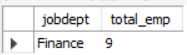 jobdept total_emp
Finance 9